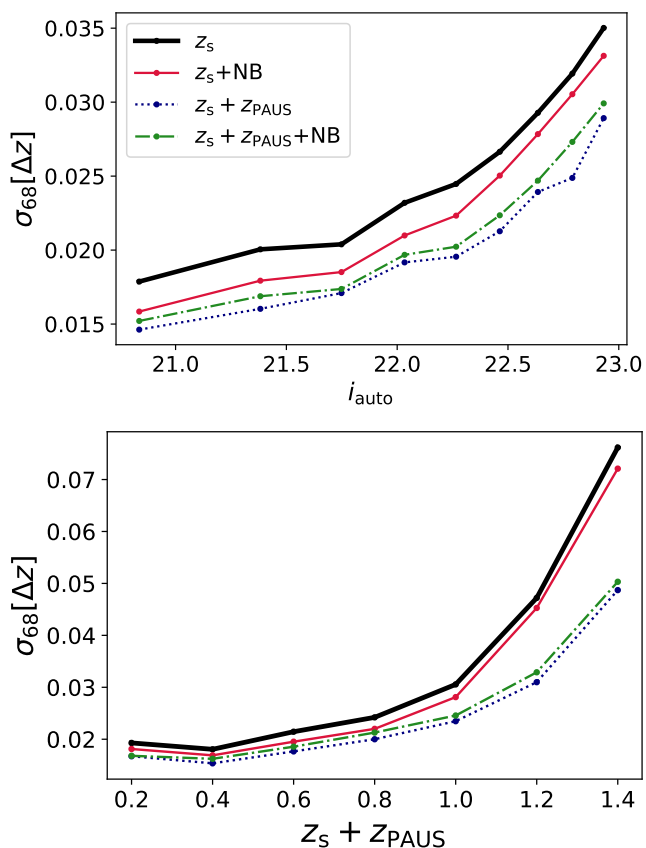 0.035
0.030
0.025
0.020
0.015
σ₆₈[Δz]
z_s
z_s+NB
z_s + z_PAUS
z_s + z_PAUS+NB
21.0 21.5 22.0 22.5 23.0
i_auto
0.07
0.06
0.05
0.04
0.03
0.02
σ₆₈[Δz]
0.2 0.4 0.6 0.8 1.0 1.2 1.4
z_s + z_PAUS